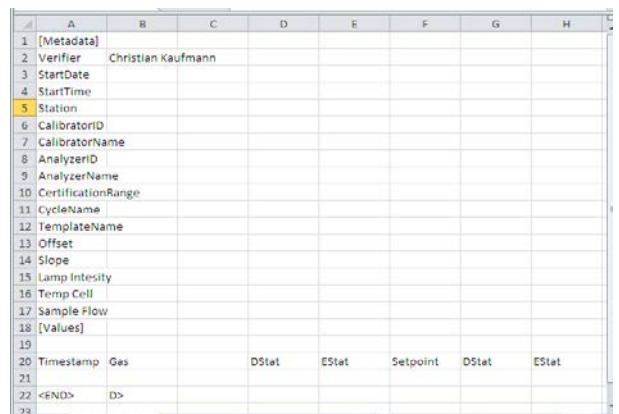 A B C D E F G H
1 [Metadata]
2 Verifier Christian Kaufmann
3 StartDate
4 StartTime
5 Station
6 CalibratorID
7 CalibratorName
8 AnalyzerID
9 AnalyzerName
10 CertificationRange
11 CycleName
12 TemplateName
13 Offset
14 Slope
15 Lamp Intesity
16 Temp Cell
17 Sample Flow
18 [Values]
19
20 Timestamp Gas DStat EStat Setpoint DStat EStat
21
22 <END> D>
23